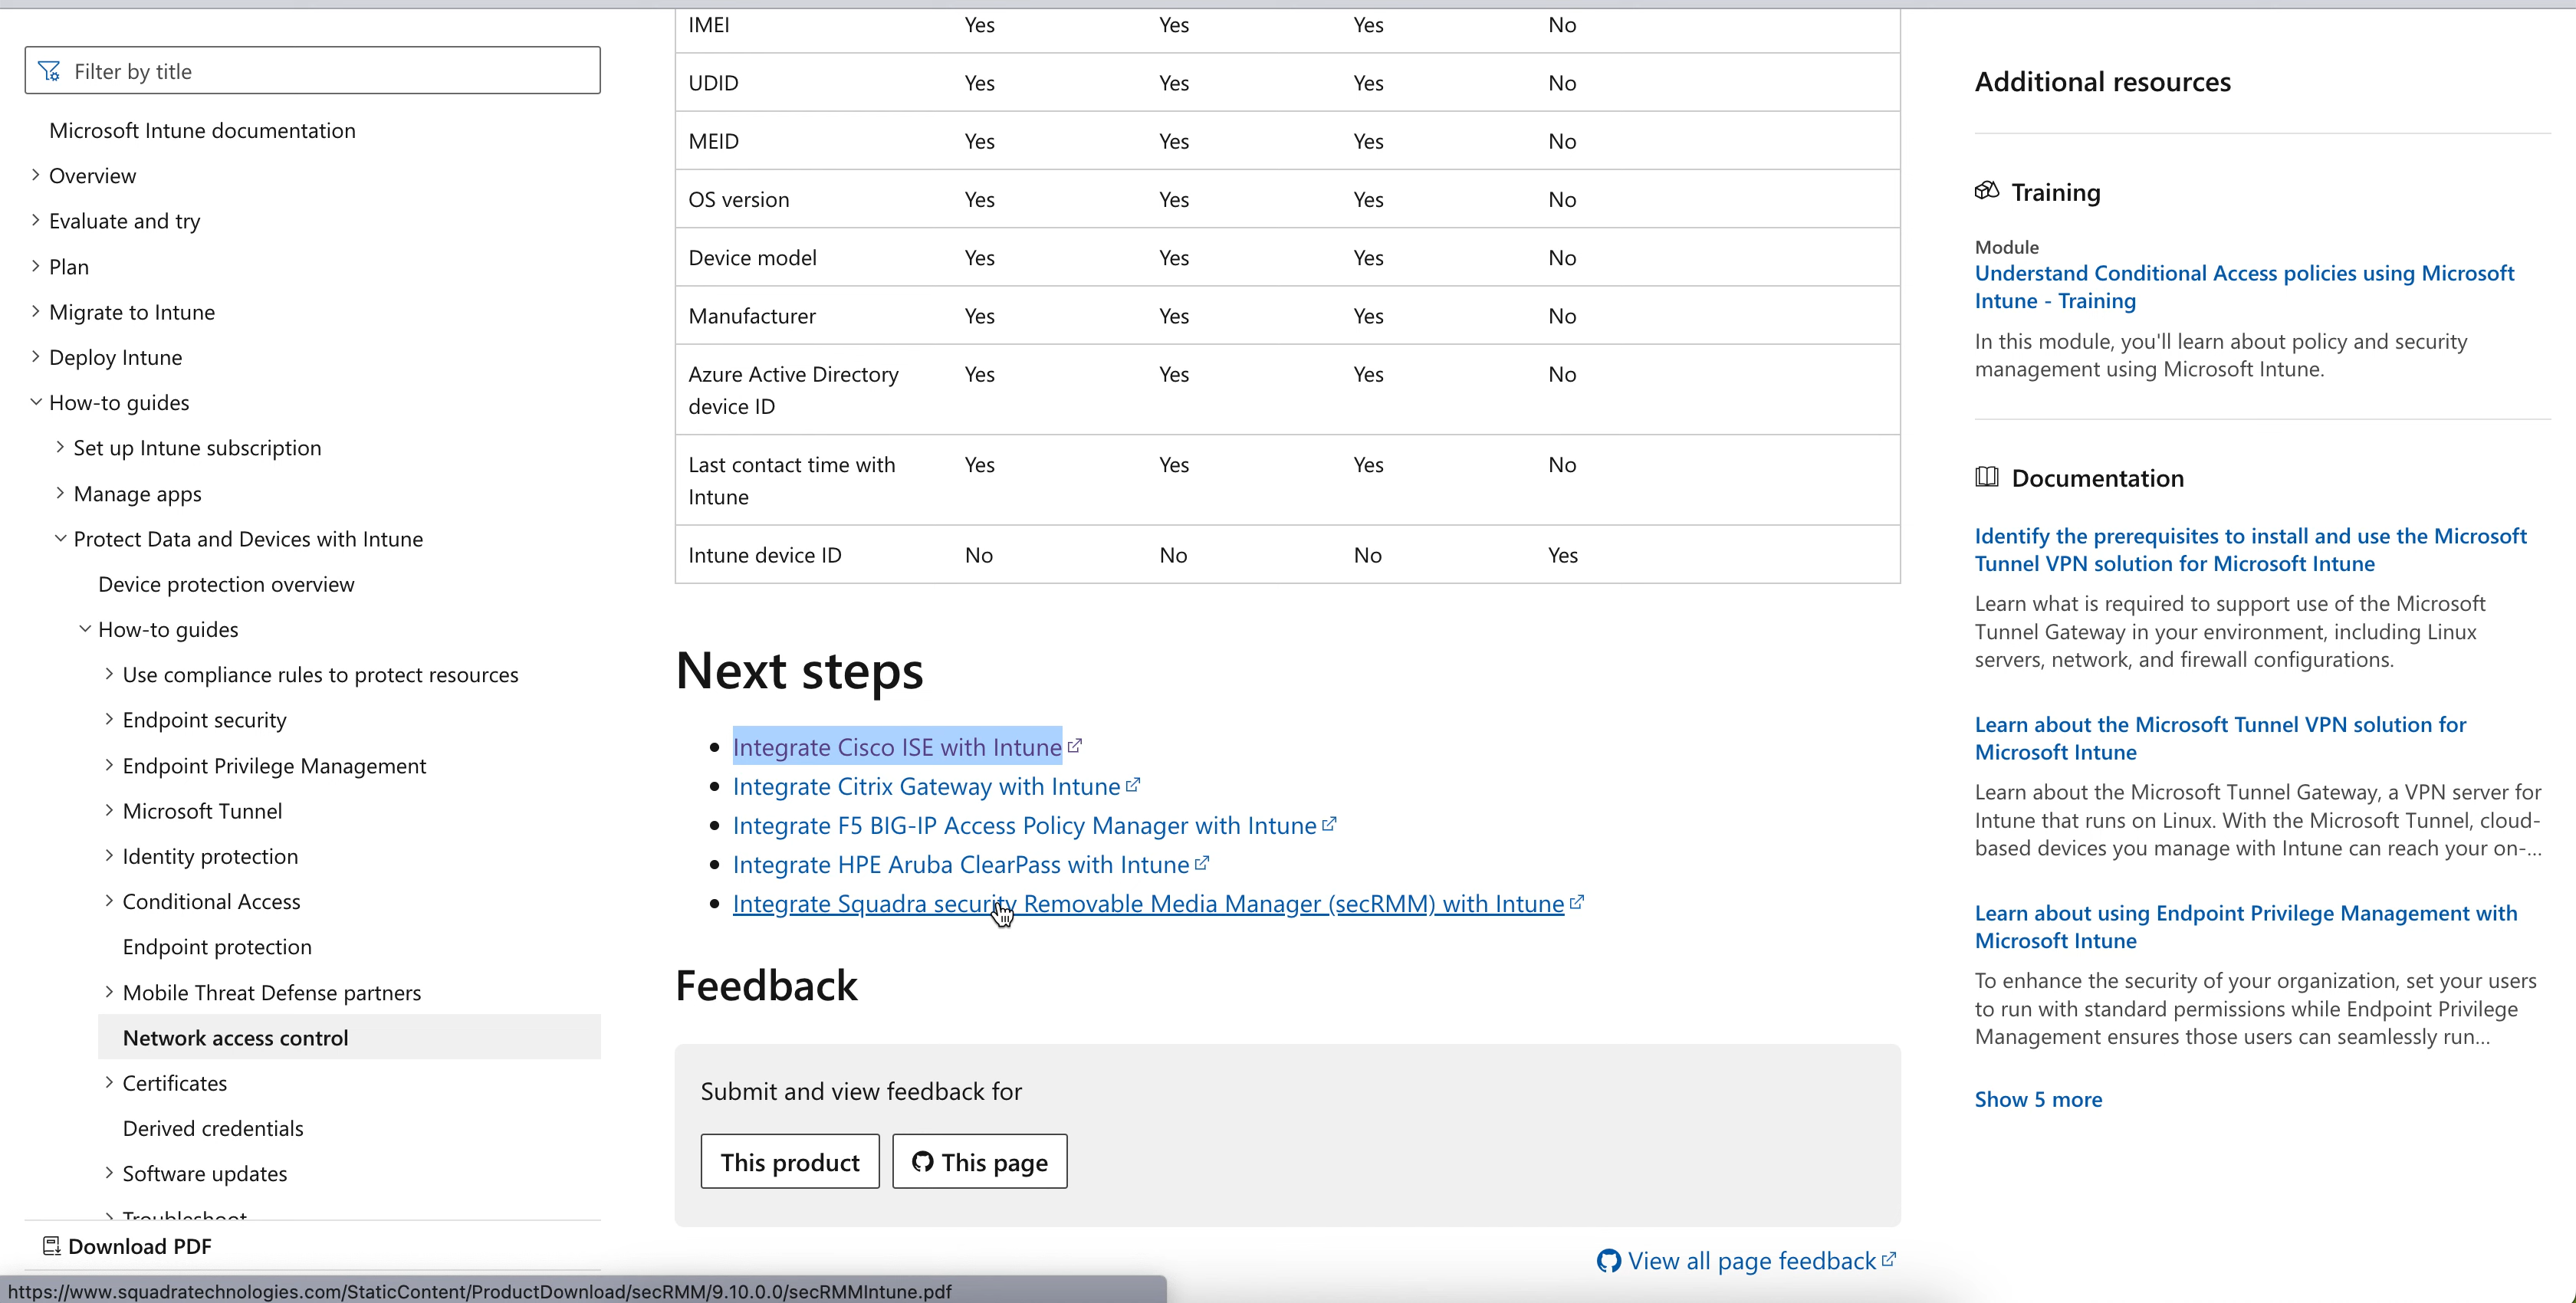 Filter by title
Microsoft Intune documentation
Overview
Evaluate and try
Plan
Migrate to Intune
Deploy Intune
How-to guides
Set up Intune subscription
Manage apps
Protect Data and Devices with Intune
Device protection overview
How-to guides
Use compliance rules to protect resources
Endpoint security
Endpoint Privilege Management
Microsoft Tunnel
Identity protection
Conditional Access
Endpoint protection
Mobile Threat Defense partners
Network access control
Certificates
Derived credentials
Software updates
Troubleshoot
Download PDF
IMEI Yes Yes Yes No
UDID Yes Yes Yes No
MEID Yes Yes Yes No
OS version Yes Yes Yes No
Device model Yes Yes Yes No
Manufacturer Yes Yes Yes No
Azure Active Directory Yes Yes Yes No
device ID
Last contact time with Yes Yes Yes No
Intune
Intune device ID No No No Yes
Next steps
Integrate Cisco ISE with Intune
Integrate Citrix Gateway with Intune
Integrate F5 BIG-IP Access Policy Manager with Intune
Integrate HPE Aruba ClearPass with Intune
Integrate Squadra security Removable Media Manager (secRMM) with Intune
Feedback
Submit and view feedback for
This product This page
View all page feedback
Additional resources
Training
Module
Understand Conditional Access policies using Microsoft
Intune - Training
In this module, you'll learn about policy and security
management using Microsoft Intune.
Documentation
Identify the prerequisites to install and use the Microsoft
Tunnel VPN solution for Microsoft Intune
Learn what is required to support use of the Microsoft
Tunnel Gateway in your environment, including Linux
servers, network, and firewall configurations.
Learn about the Microsoft Tunnel VPN solution for
Microsoft Intune
Learn about the Microsoft Tunnel Gateway, a VPN server for
Intune that runs on Linux. With the Microsoft Tunnel, cloud-
based devices you manage with Intune can reach your on-...
Learn about using Endpoint Privilege Management with
Microsoft Intune
To enhance the security of your organization, set your users
to run with standard permissions while Endpoint Privilege
Management ensures those users can seamlessly run...
Show 5 more
https://www.squadratechnologies.com/StaticContent/ProductDownload/secRMM/9.10.0.0/secRMMIntune.pdf